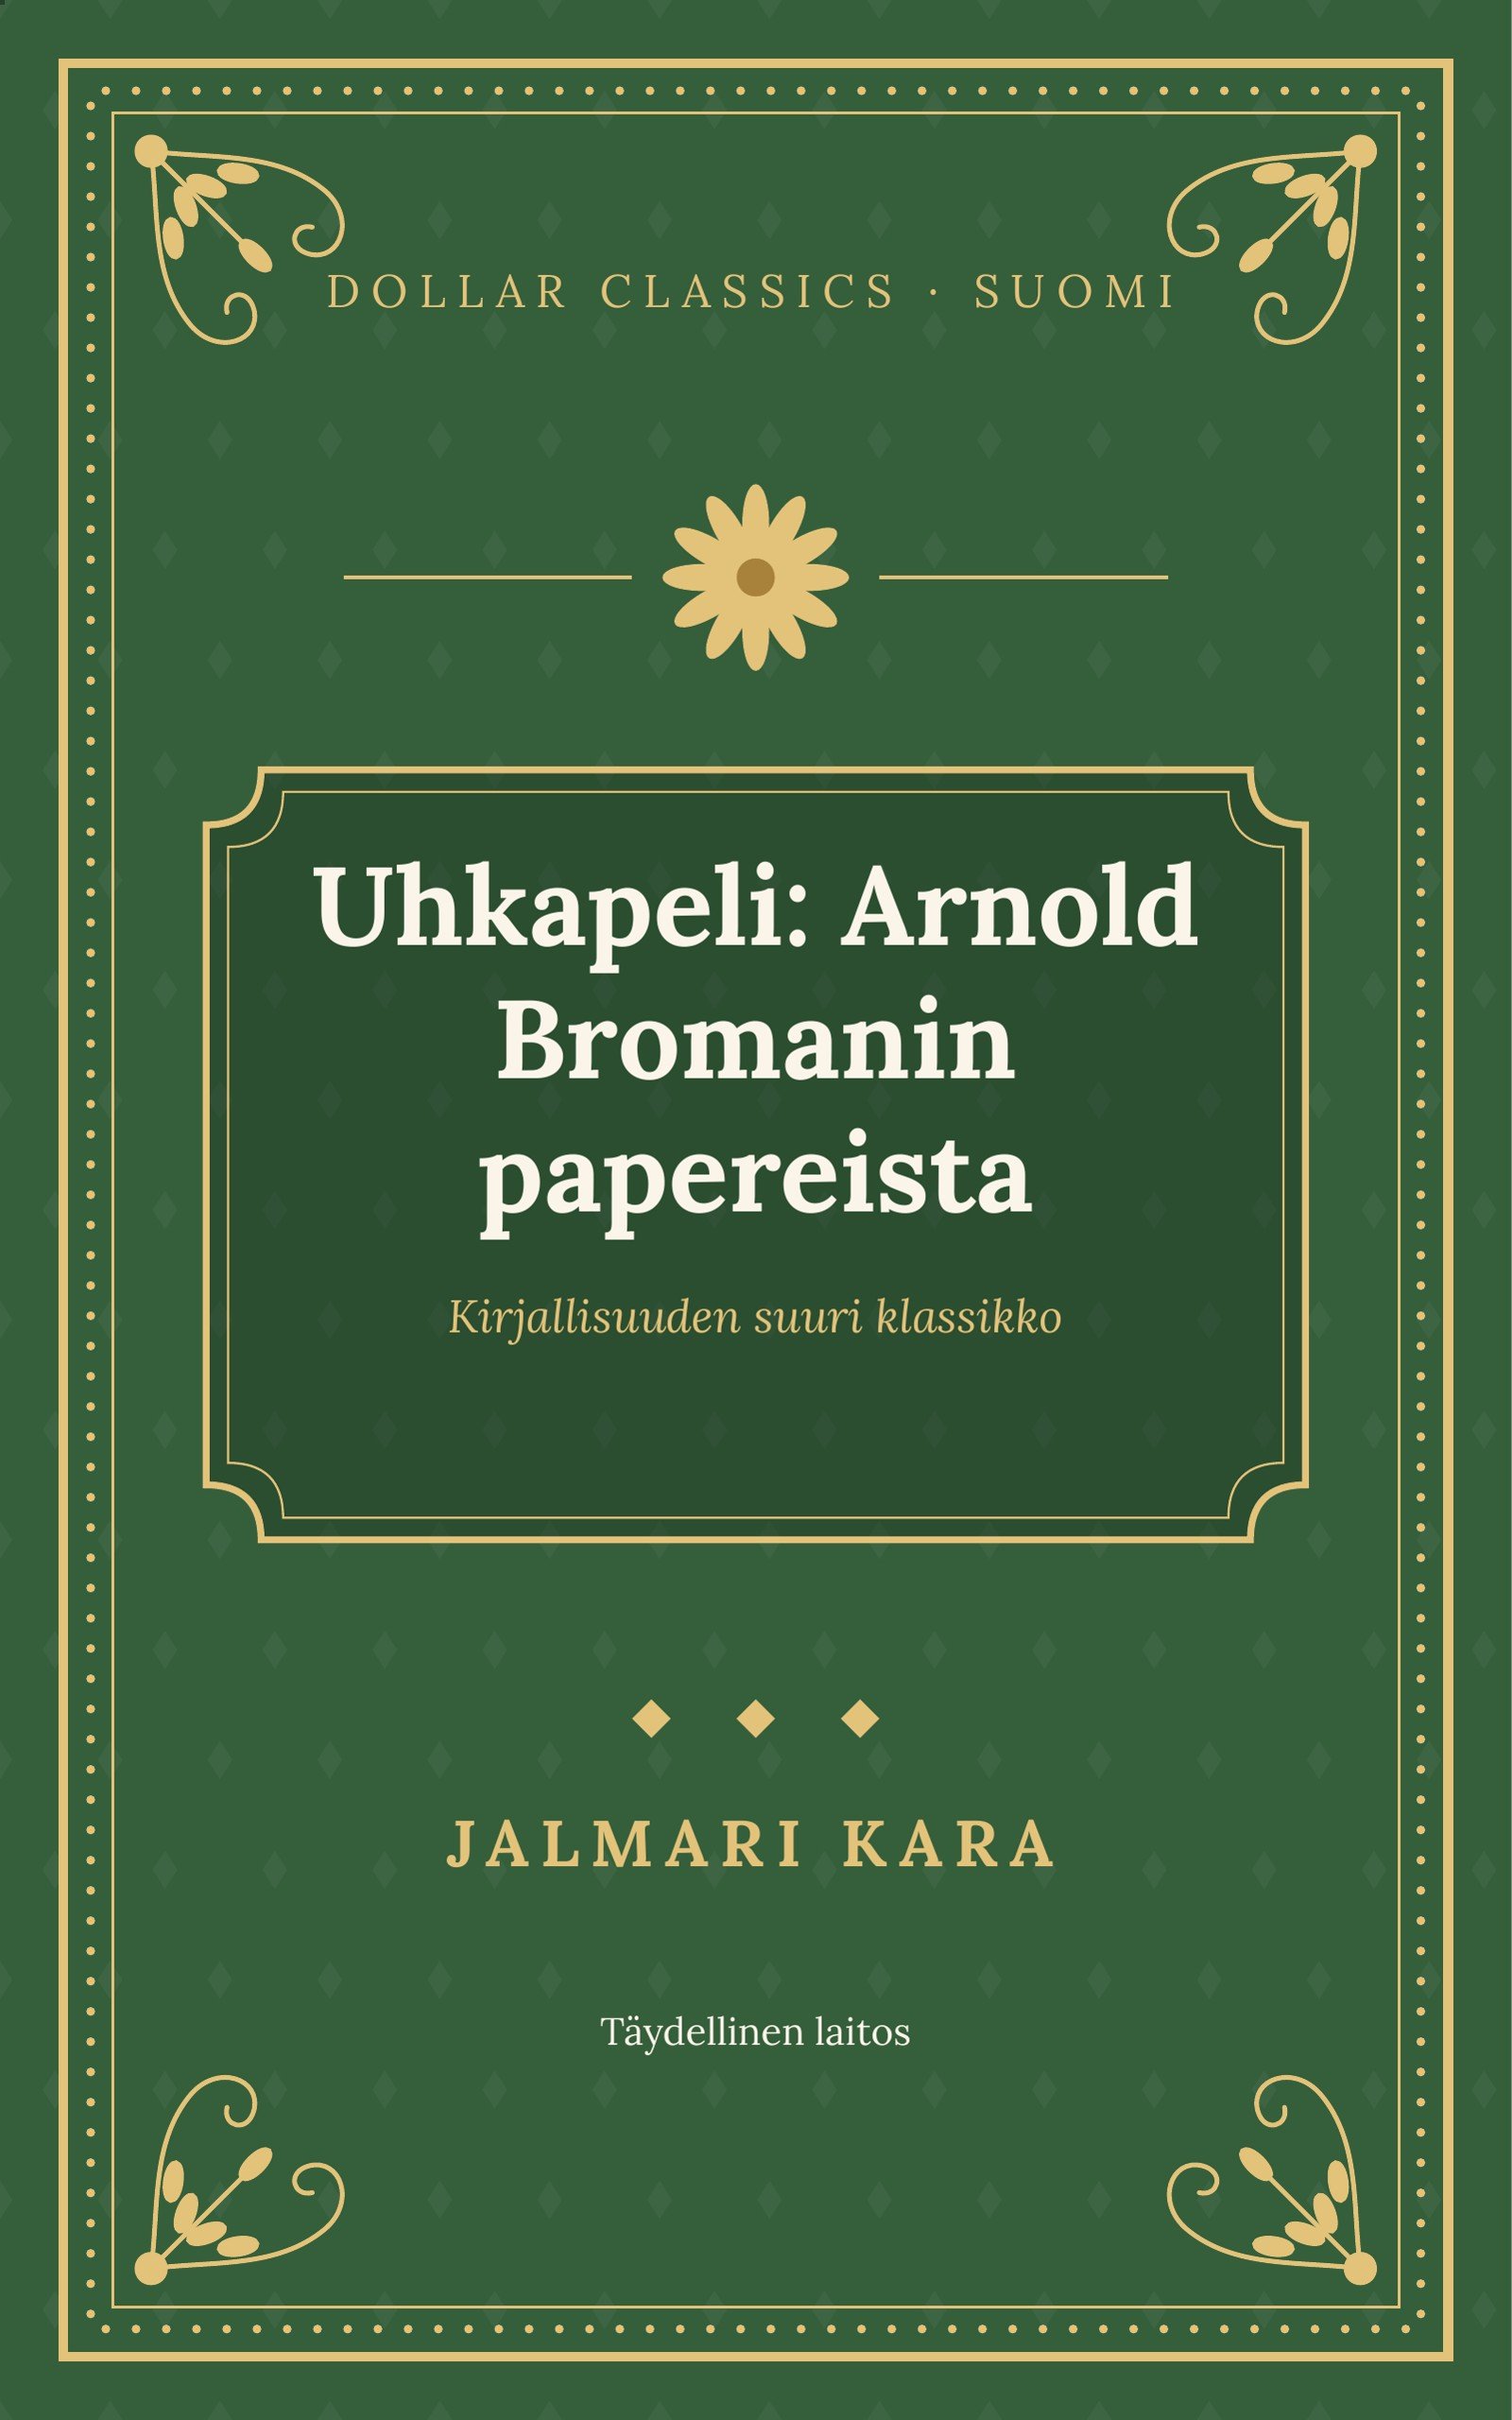 DOLLAR CLASSICS · SUOMI
Uhkapeli: Arnold
Bromanin
papereista
Kirjallisuuden suuri klassikko
JALMARI KARA
Täydellinen laitos